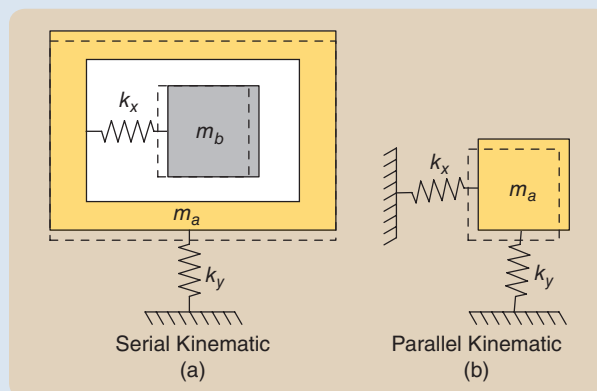 k_x
m_b
m_a
k_y
Serial Kinematic
(a)
k_x
m_a
k_y
Parallel Kinematic
(b)